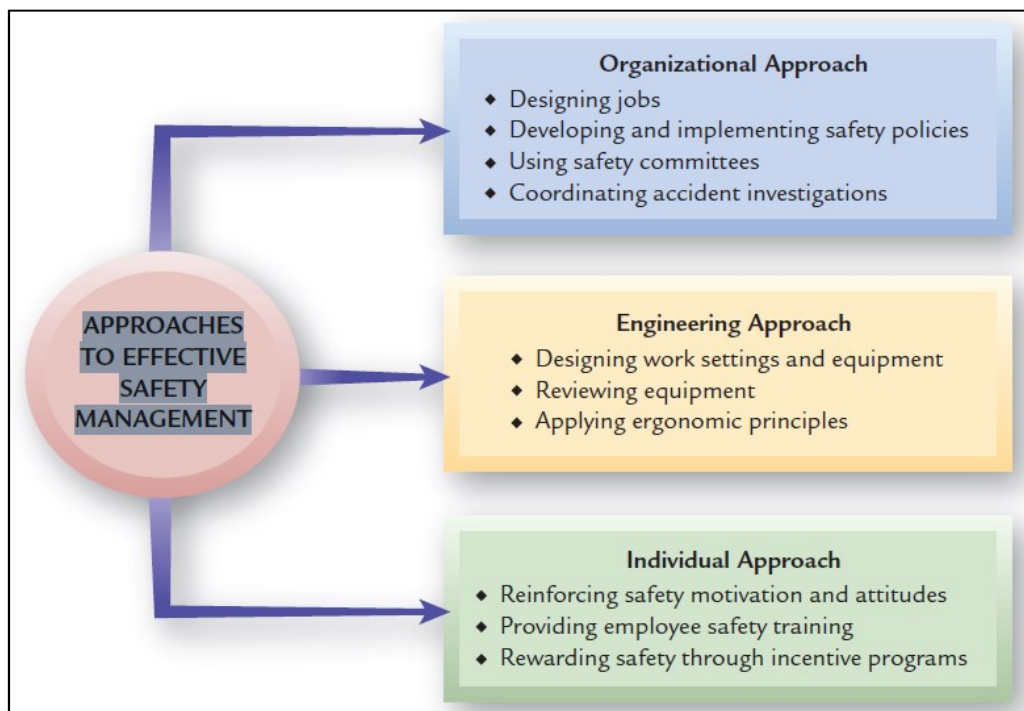 APPROACHES
TO EFFECTIVE
SAFETY
MANAGEMENT
Organizational Approach
◆ Designing jobs
◆ Developing and implementing safety policies
◆ Using safety committees
◆ Coordinating accident investigations
Engineering Approach
◆ Designing work settings and equipment
◆ Reviewing equipment
◆ Applying ergonomic principles
Individual Approach
◆ Reinforcing safety motivation and attitudes
◆ Providing employee safety training
◆ Rewarding safety through incentive programs